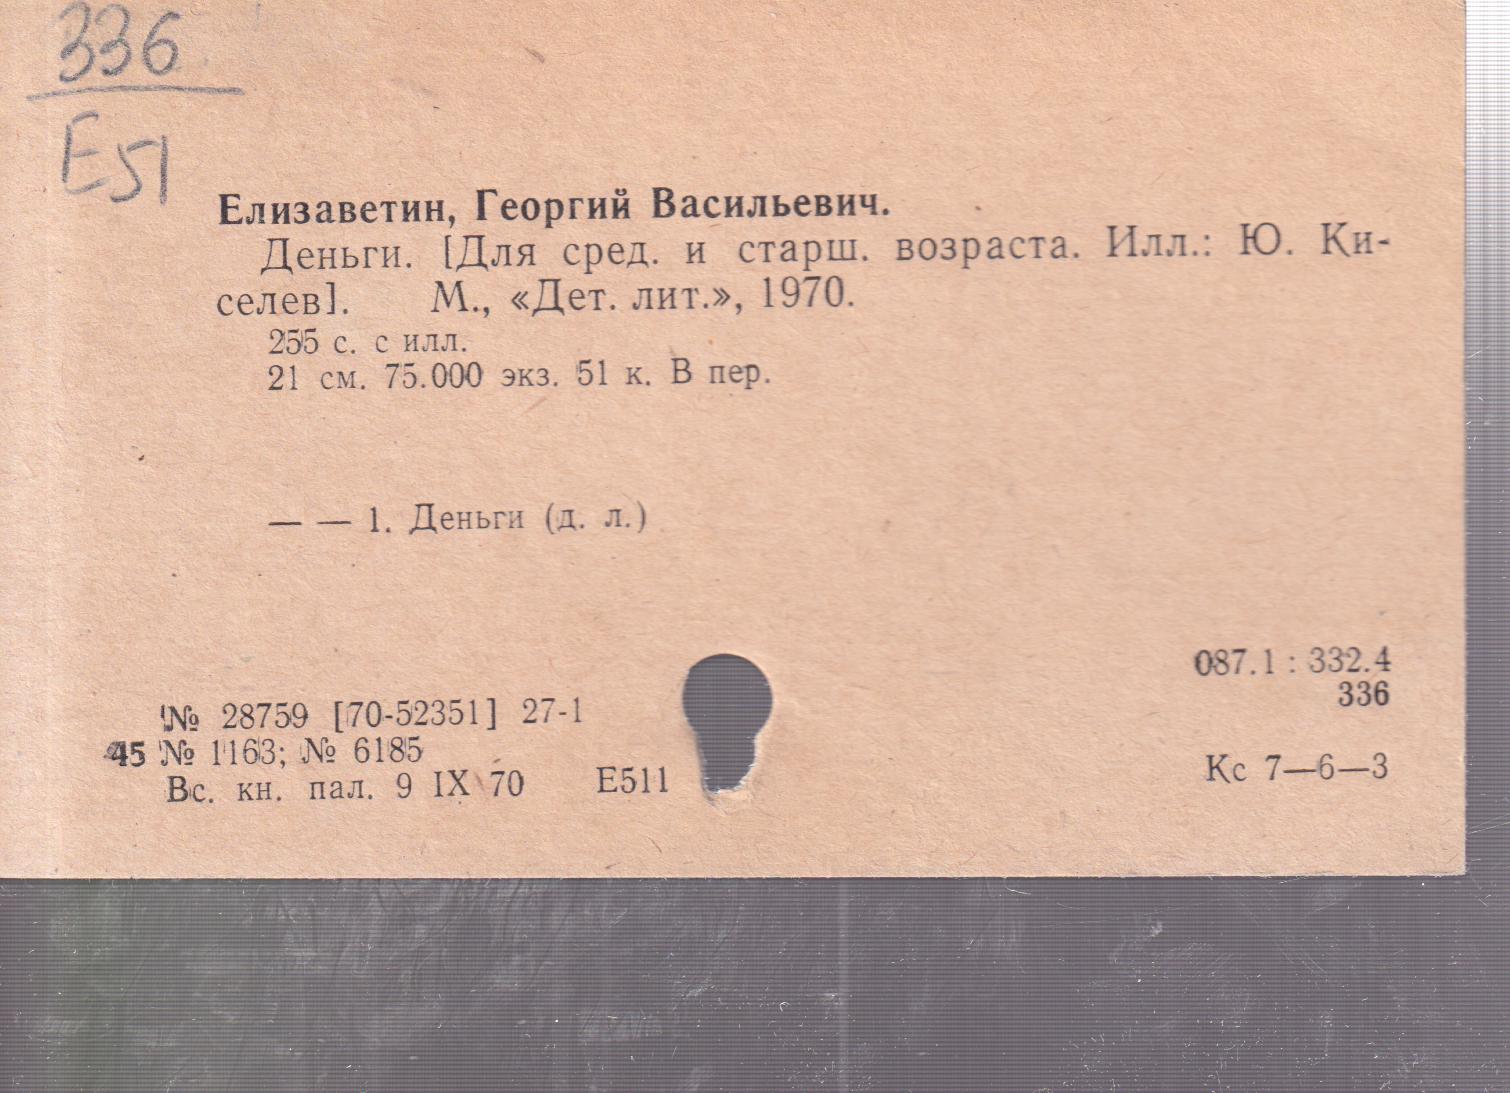 336
Е51
Елизаветин, Георгий Васильевич.
Деньги. [Для сред. и старш. возраста. Илл.: Ю. Ки-
селев]. М., «Дет. лит.», 1970.
255 с. с илл.
21 см. 75.000 экз. 51 к. В пер.
— — 1. Деньги (д. л.)
087.1 : 332.4
336
№ 28759 [70-52351] 27-1
45 № 1163; № 6185
Вс. кн. пал. 9 IX 70 Е511
Кс 7—6—3